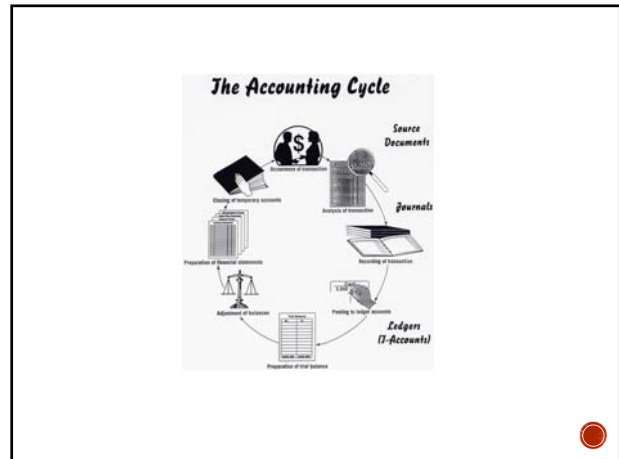 The Accounting Cycle
Source
Documents
Occurrence of transaction
Analysis of transaction
Journals
Recording of transaction
Posting to ledger accounts
Ledgers
(T-Accounts)
Preparation of trial balance
Adjustment of balances
Preparation of financial statements
Closing of temporary accounts